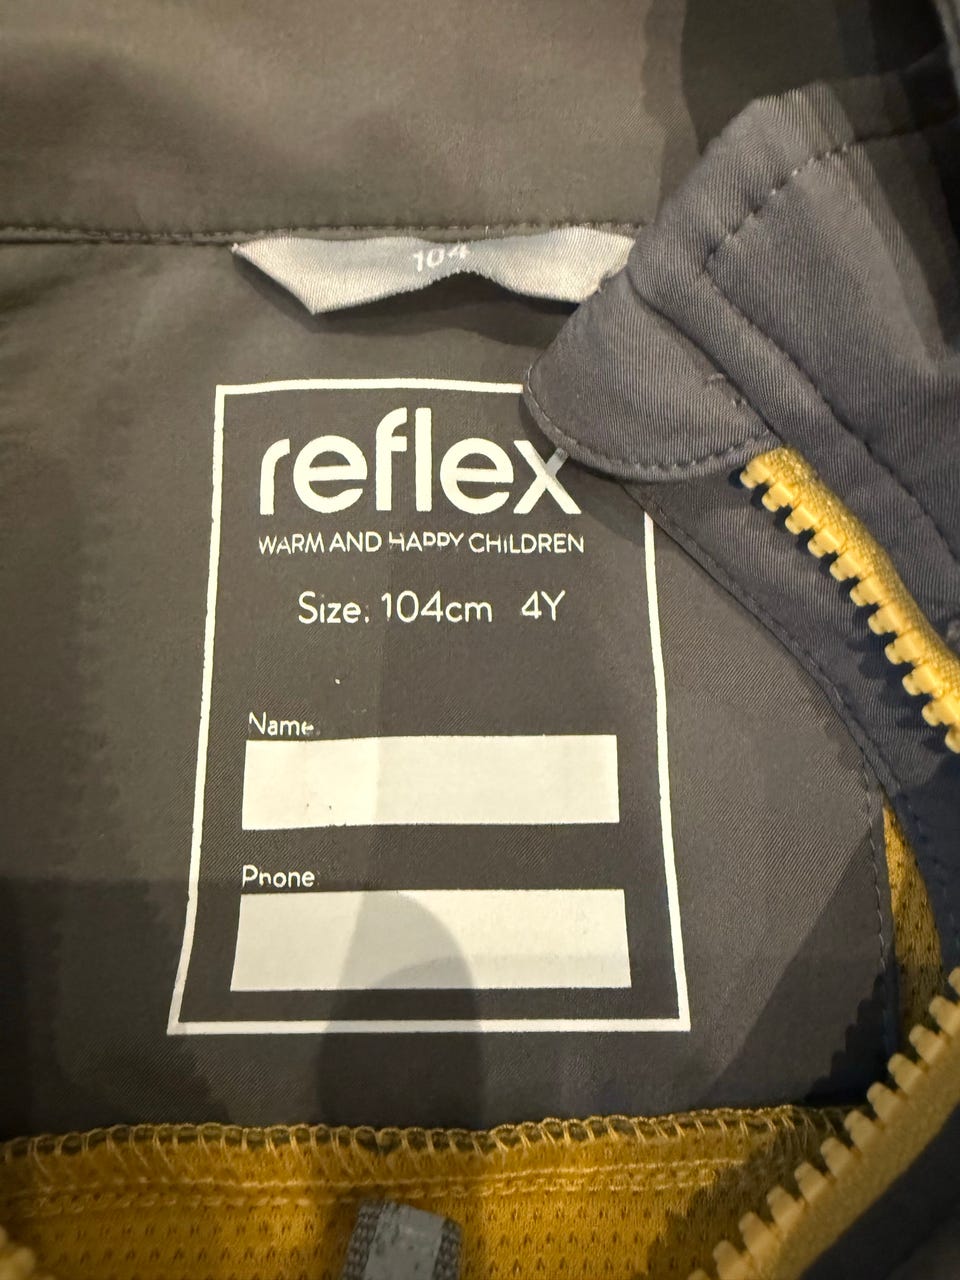 104
reflex
WARM AND HAPPY CHILDREN
Size: 104cm 4Y
Name:
Phone: